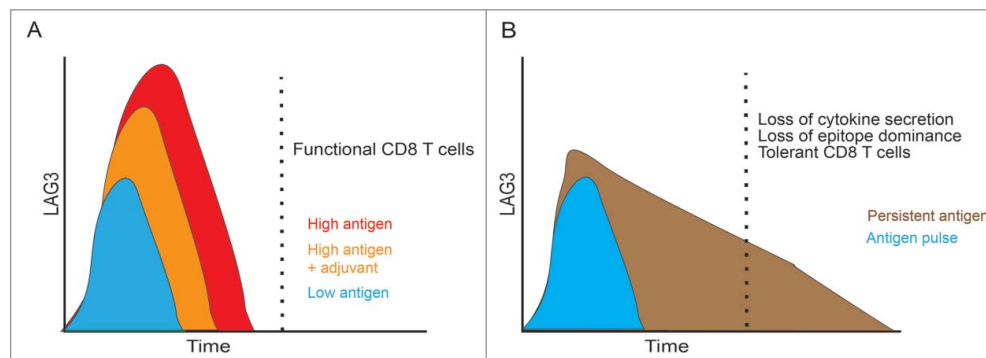 A
LAG3
Functional CD8 T cells
High antigen
High antigen
+ adjuvant
Low antigen
Time
B
LAG3
Loss of cytokine secretion
Loss of epitope dominance
Tolerant CD8 T cells
Persistent antigen
Antigen pulse
Time